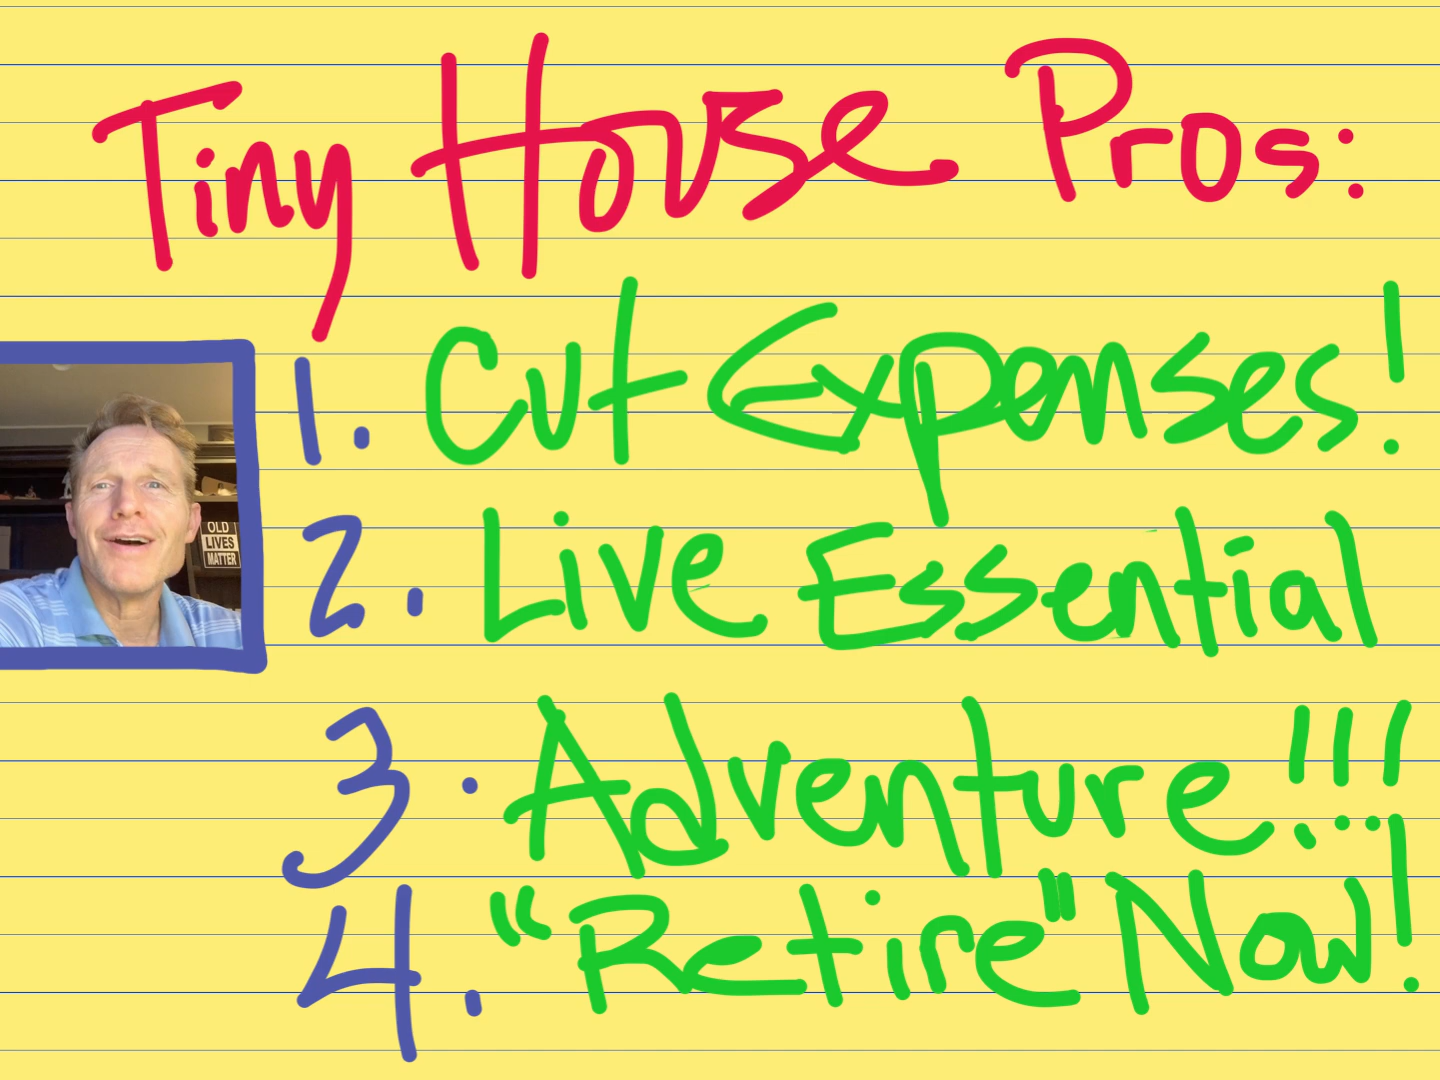 Tiny House Pros:
1. Cut Expenses!
OLD
LIVES
MATTER
2. Live Essential
3. Adventure!!!
4. "Retire" Now!